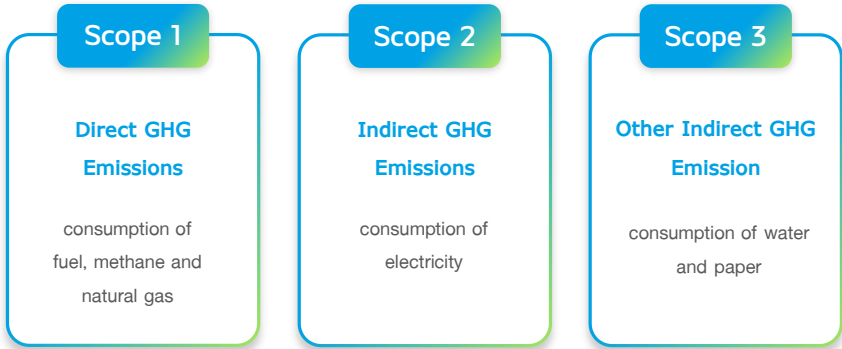 Scope 1
Direct GHG
Emissions
consumption of
fuel, methane and
natural gas
Scope 2
Indirect GHG
Emissions
consumption of
electricity
Scope 3
Other Indirect GHG
Emission
consumption of water
and paper